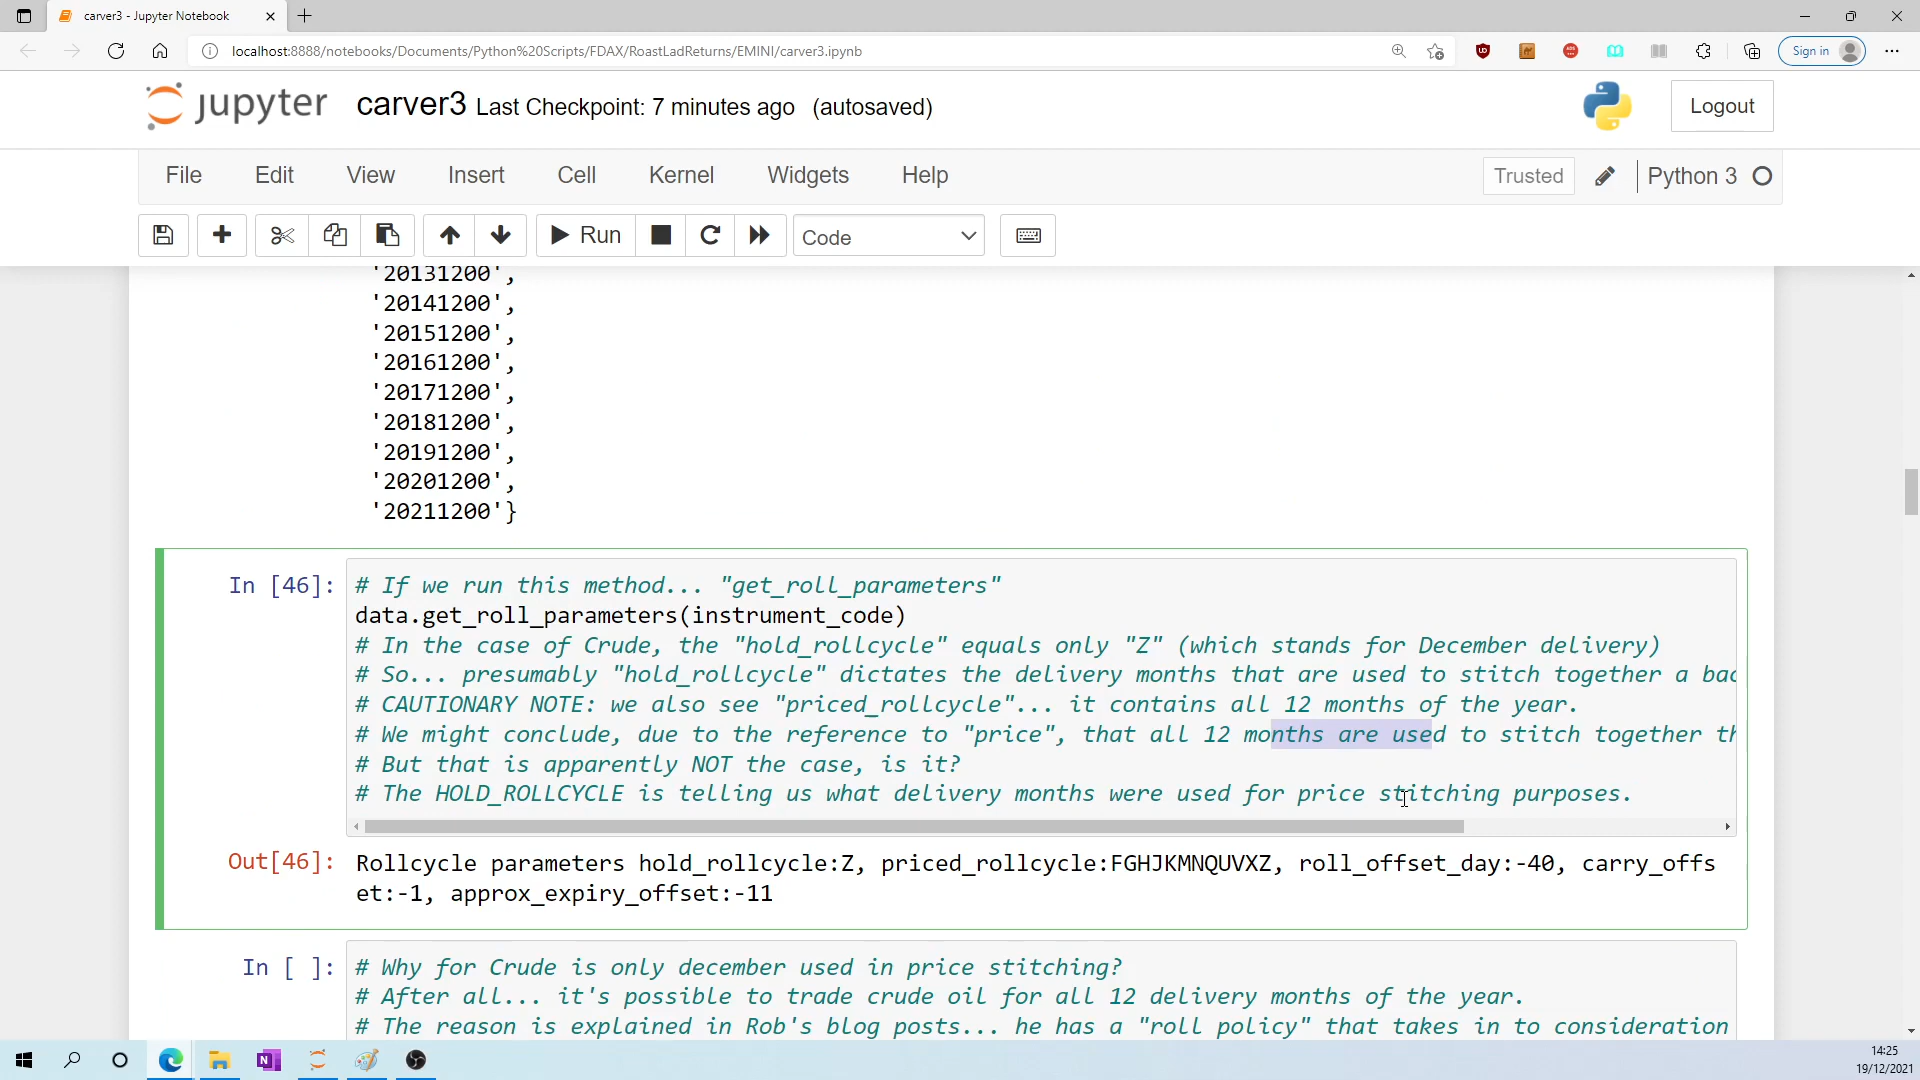 carver3 - Jupyter Notebook
localhost:8888/notebooks/Documents/Python%20Scripts/FDAX/RoastLadReturns/EMINI/carver3.ipynb
Sign in
jupyter carver3 Last Checkpoint: 7 minutes ago (autosaved)
Logout
File Edit View Insert Cell Kernel Widgets Help
Trusted
Python 3
Run
Code
'20131200',
'20141200',
'20151200',
'20161200',
'20171200',
'20181200',
'20191200',
'20201200',
'20211200'}
In [46]:
# If we run this method... "get_roll_parameters"
data.get_roll_parameters(instrument_code)
# In the case of Crude, the "hold_rollcycle" equals only "Z" (which stands for December delivery)
# So... presumably "hold_rollcycle" dictates the delivery months that are used to stitch together a bac
# CAUTIONARY NOTE: we also see "priced_rollcycle"... it contains all 12 months of the year.
# We might conclude, due to the reference to "price", that all 12 months are used to stitch together th
# But that is apparently NOT the case, is it?
# The HOLD_ROLLCYCLE is telling us what delivery months were used for price stitching purposes.
Out[46]:
Rollcycle parameters hold_rollcycle:Z, priced_rollcycle:FGHJKMNQUVXZ, roll_offset_day:-40, carry_offs
et:-1, approx_expiry_offset:-11
In [ ]:
# Why for Crude is only december used in price stitching?
# After all... it's possible to trade crude oil for all 12 delivery months of the year.
# The reason is explained in Rob's blog posts... he has a "roll policy" that takes in to consideration
14:25
19/12/2021